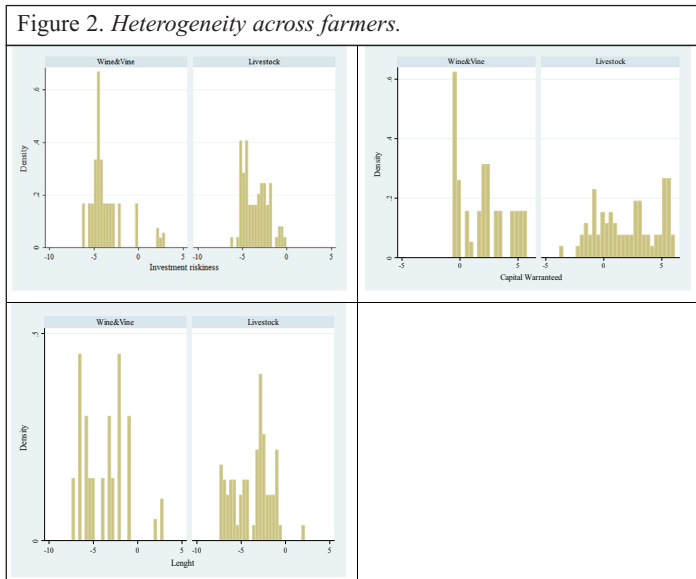 Figure 2. Heterogeneity across farmers.
Wine&Vine Livestock
Density
0 .2 .4 .6
-10 -5 0 5 -10 -5 0 5
Investment riskiness
Wine&Vine Livestock
Density
0 .2 .4 .6
-5 0 5 -5 0 5
Capital Warranteed
Wine&Vine Livestock
Density
0 .5
-10 -5 0 5 -10 -5 0 5
Lenght